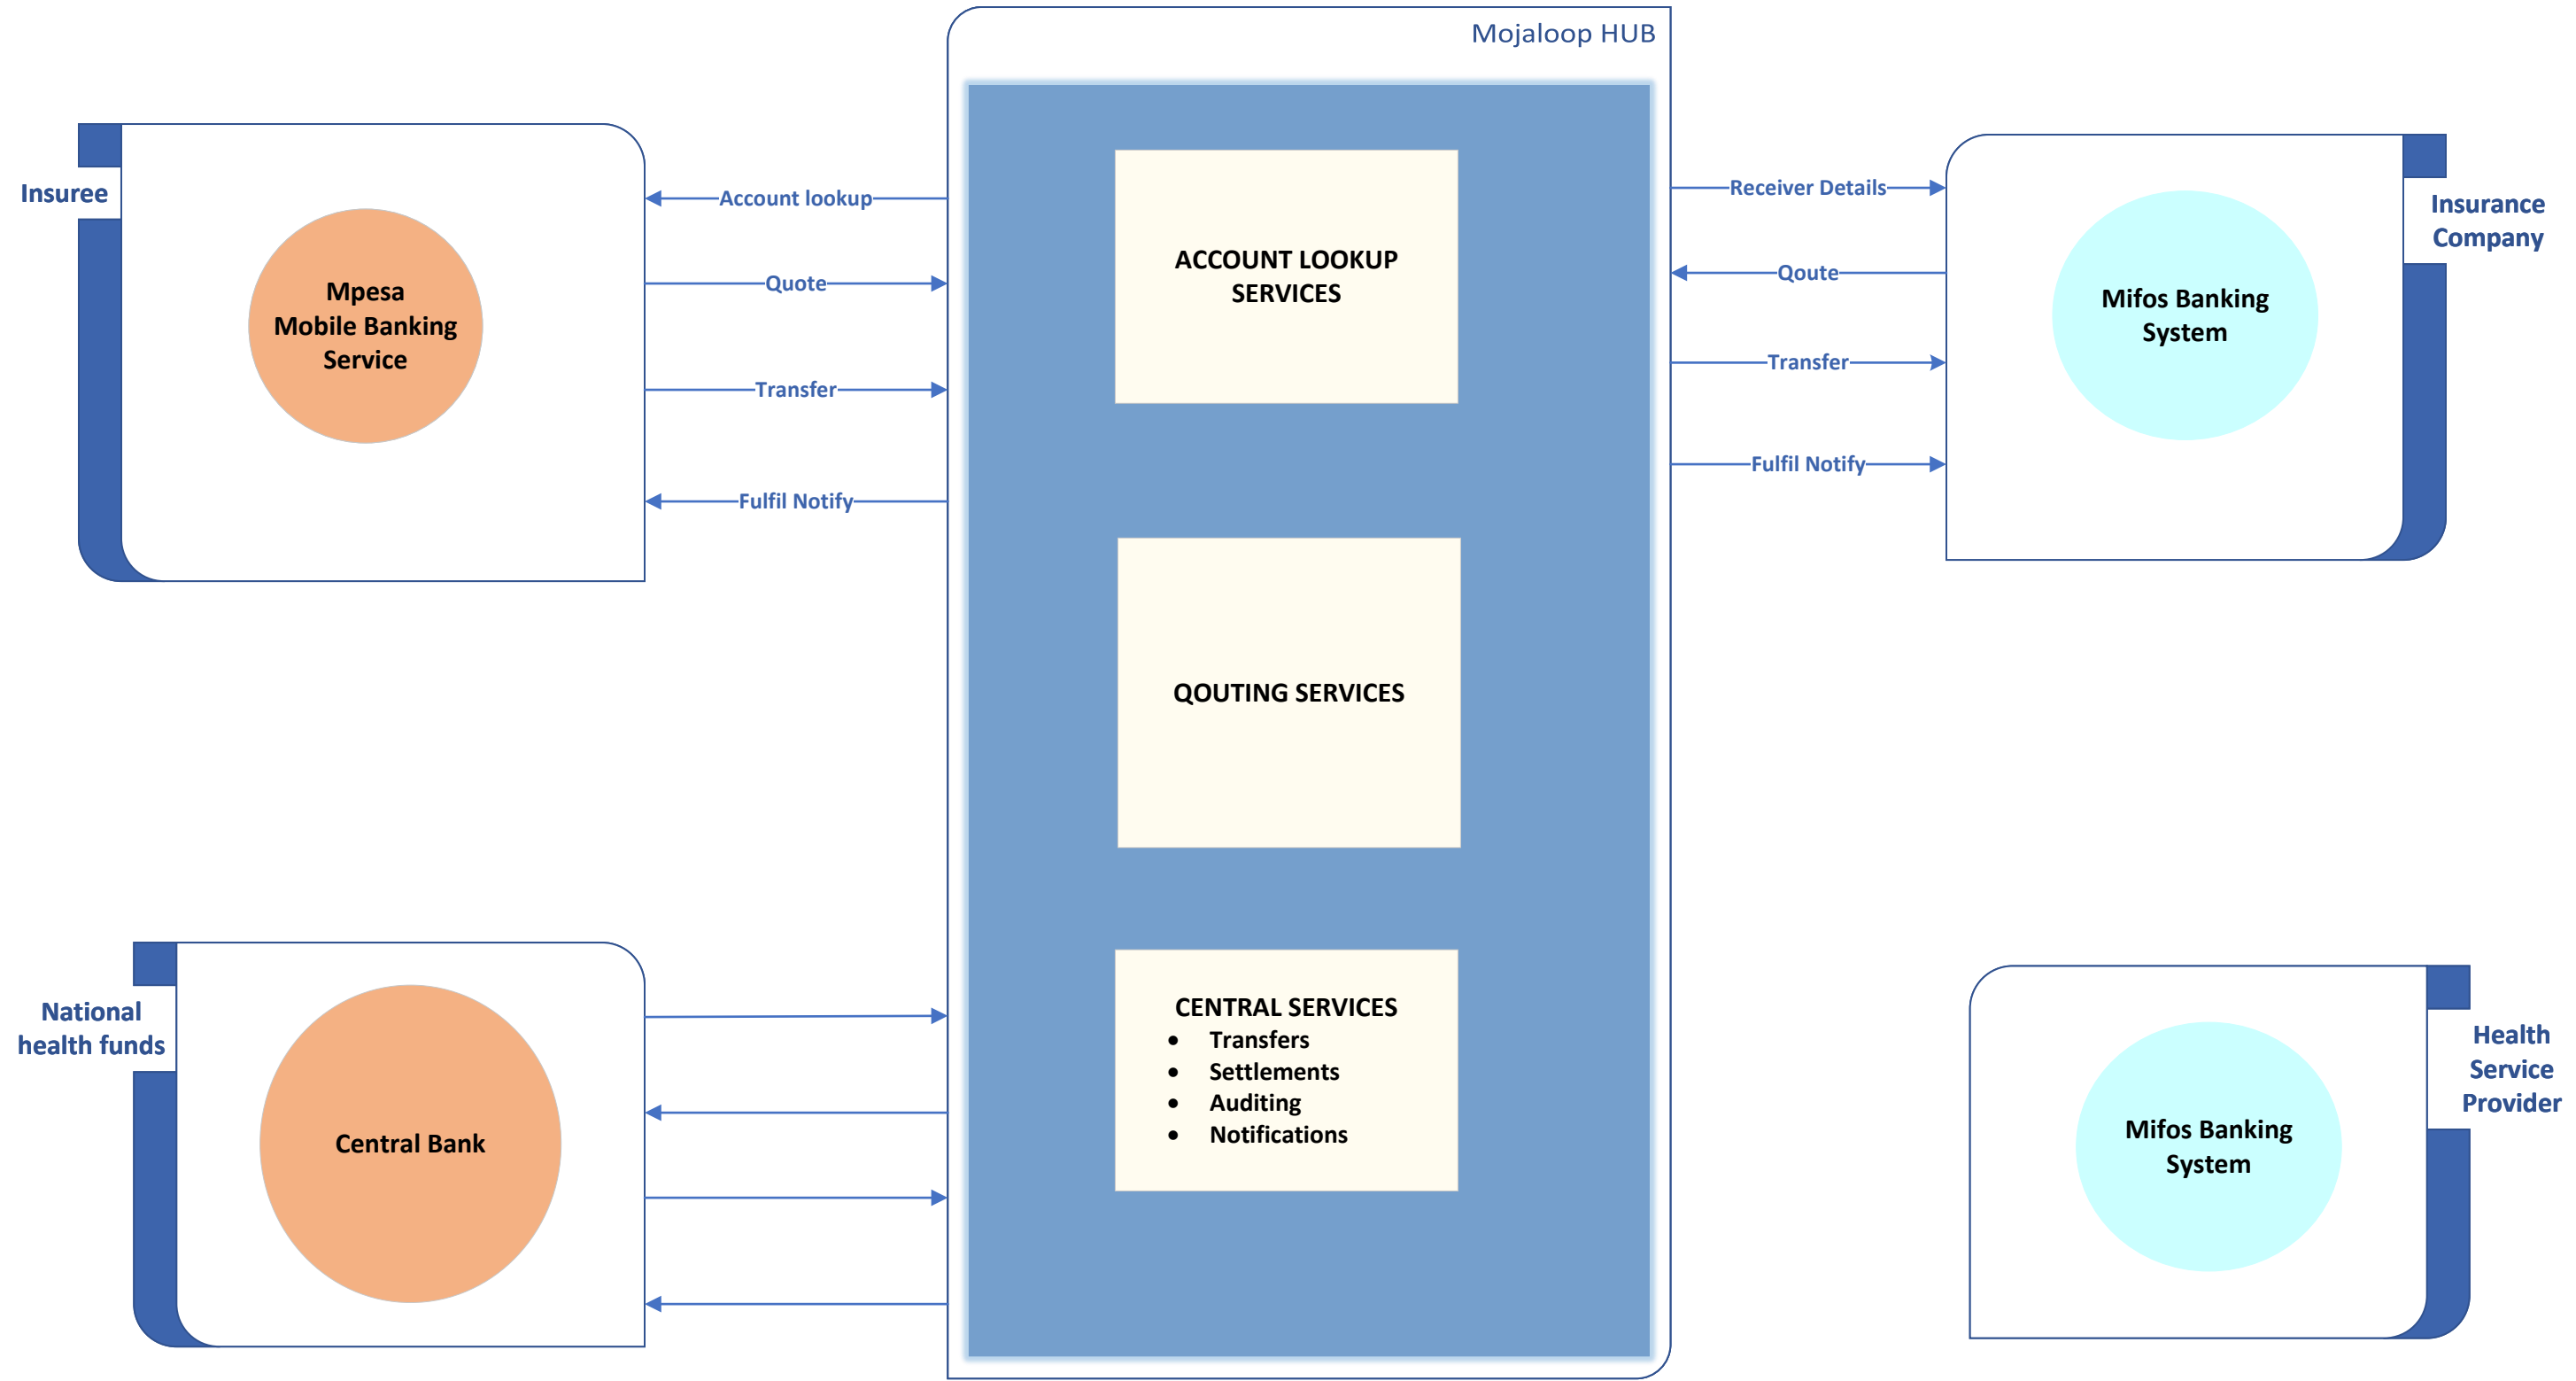 Mojaloop HUB
Insuree
Mpesa
Mobile Banking
Service
Account lookup
Quote
Transfer
Fulfil Notify
ACCOUNT LOOKUP
SERVICES
Receiver Details
Qoute
Transfer
Fulfil Notify
Mifos Banking
System
Insurance
Company
QOUTING SERVICES
National
health funds
Central Bank
CENTRAL SERVICES
• Transfers
• Settlements
• Auditing
• Notifications
Mifos Banking
System
Health
Service
Provider